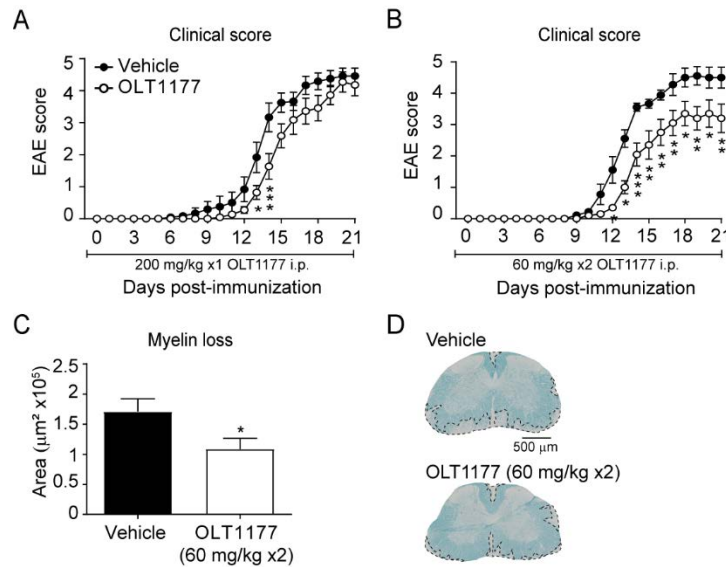 A
Clinical score
Vehicle
OLT1177
EAE score
5
4
3
2
1
0
0 3 6 9 12 15 18 21
* ***
200 mg/kg x1 OLT1177 i.p.
Days post-immunization
B
Clinical score
EAE score
5
4
3
2
1
0
0 3 6 9 12 15 18 21
* * *** *** ** ** ** * ** * **
60 mg/kg x2 OLT1177 i.p.
Days post-immunization
C
Myelin loss
Area (μm² x10⁵)
2.5
2
1.5
1
0.5
0
*
Vehicle
OLT1177
(60 mg/kg x2)
D
Vehicle
500 μm
OLT1177 (60 mg/kg x2)